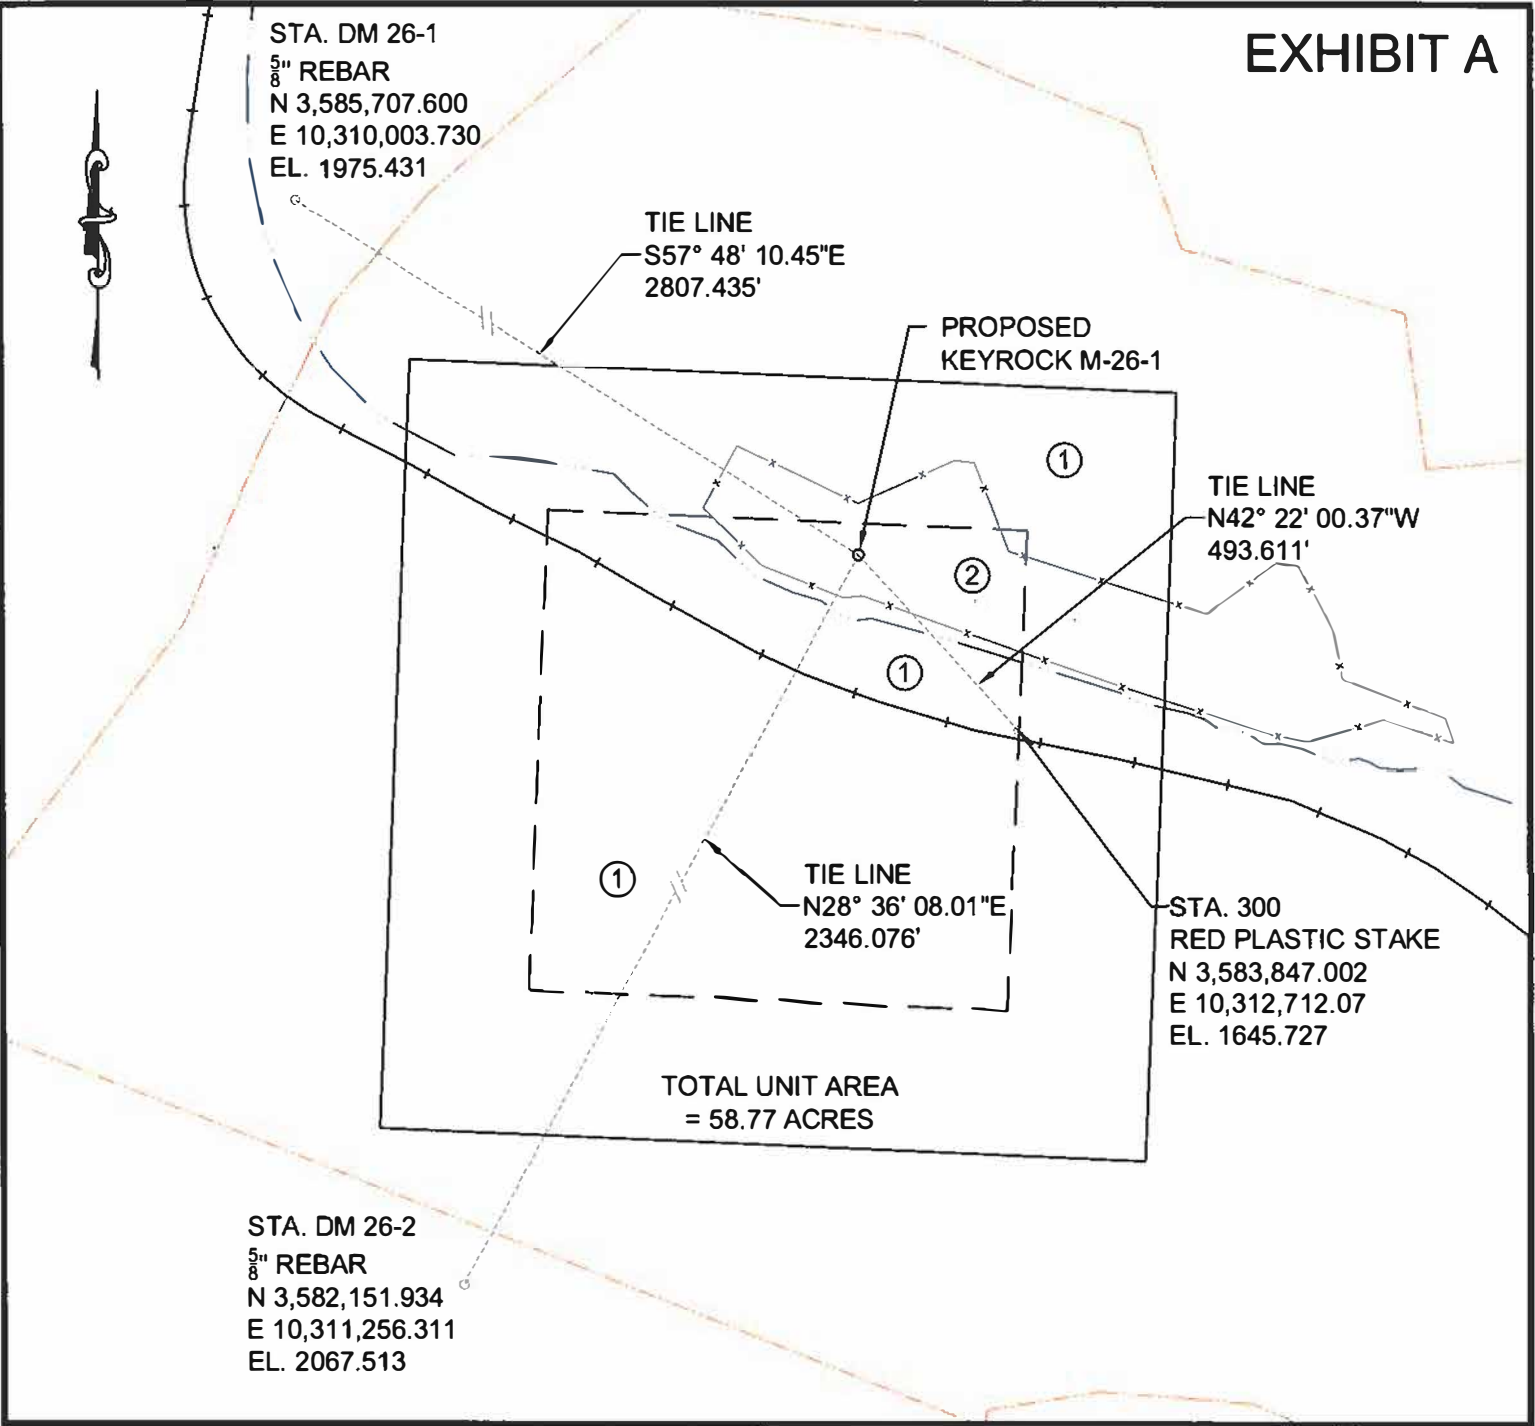 EXHIBIT A
STA. DM 26-1
5/8" REBAR
N 3,585,707.600
E 10,310,003.730
EL. 1975.431
TIE LINE
S57° 48' 10.45"E
2807.435'
PROPOSED
KEYROCK M-26-1
1
TIE LINE
N42° 22' 00.37"W
493.611'
2
1
1
TIE LINE
N28° 36' 08.01"E
2346.076'
STA. 300
RED PLASTIC STAKE
N 3,583,847.002
E 10,312,712.07
EL. 1645.727
TOTAL UNIT AREA
= 58.77 ACRES
STA. DM 26-2
5/8" REBAR
N 3,582,151.934
E 10,311,256.311
EL. 2067.513